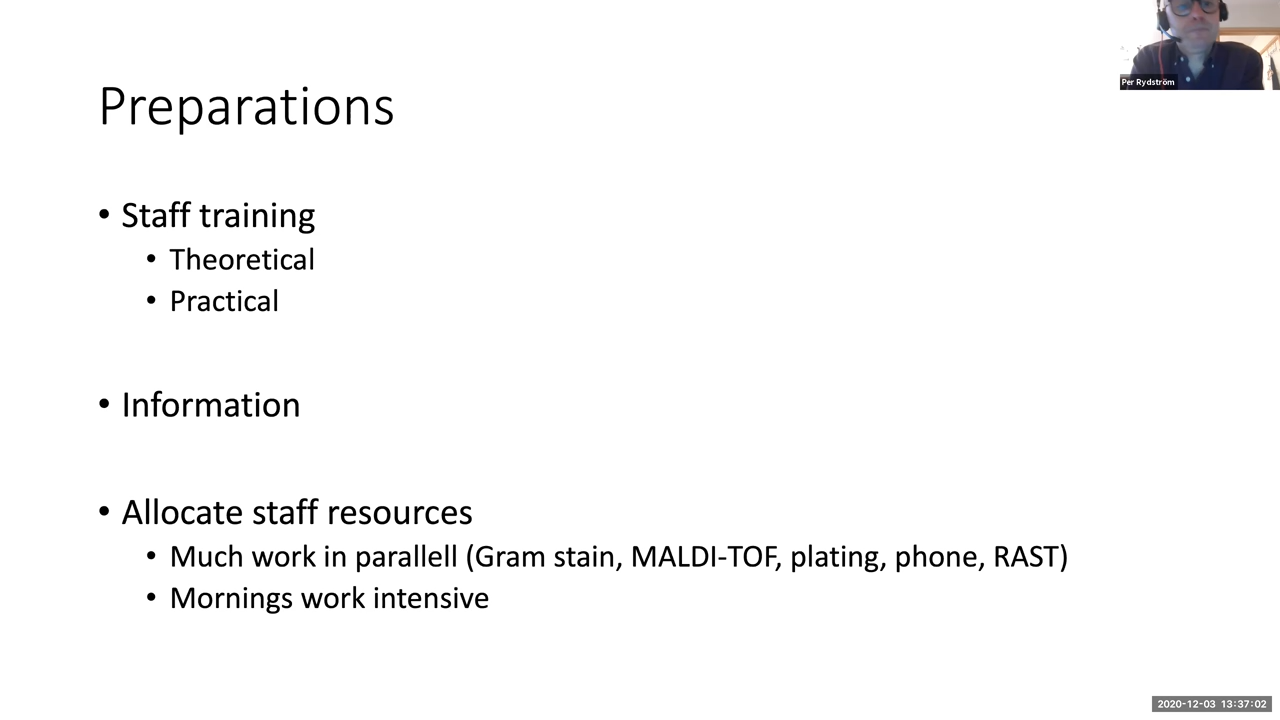 Per Rydström
Preparations
• Staff training
• Theoretical
• Practical
• Information
• Allocate staff resources
• Much work in parallell (Gram stain, MALDI-TOF, plating, phone, RAST)
• Mornings work intensive
2020-12-03 13:37:02